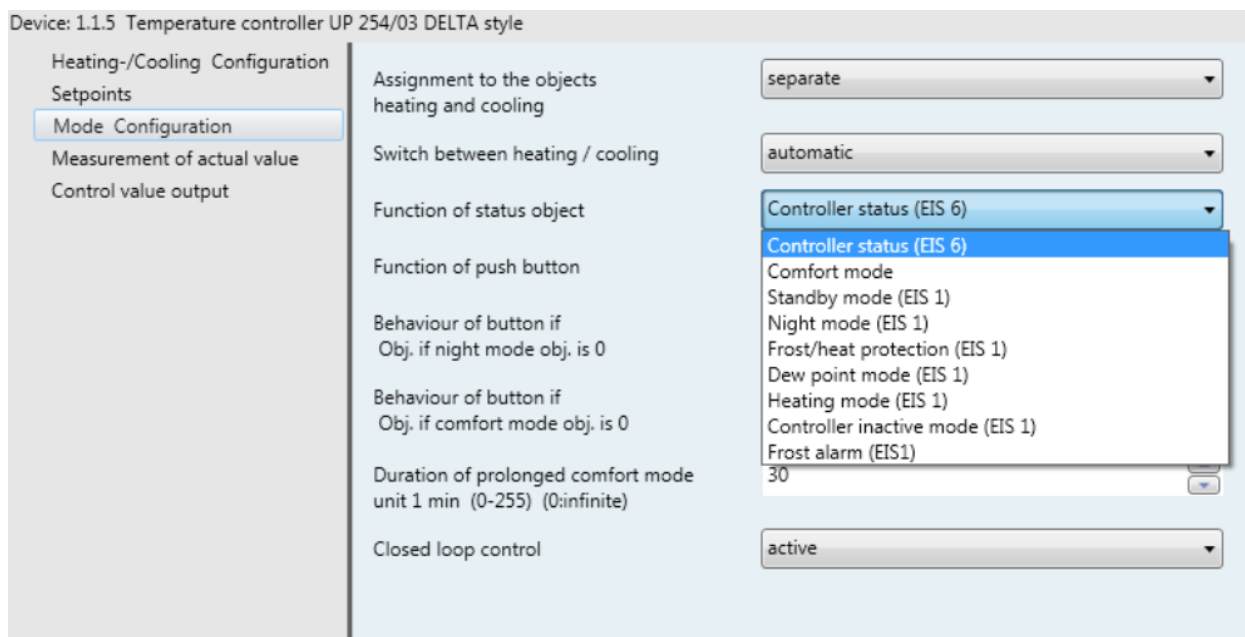 Device: 1.1.5 Temperature controller UP 254/03 DELTA style
Heating-/Cooling Configuration
Setpoints
Mode Configuration
Measurement of actual value
Control value output
Assignment to the objects
heating and cooling
separate
Switch between heating / cooling
automatic
Function of status object
Controller status (EIS 6)
Controller status (EIS 6)
Comfort mode
Standby mode (EIS 1)
Night mode (EIS 1)
Frost/heat protection (EIS 1)
Dew point mode (EIS 1)
Heating mode (EIS 1)
Controller inactive mode (EIS 1)
Frost alarm (EIS1)
Function of push button
Behaviour of button if
Obj. if night mode obj. is 0
Behaviour of button if
Obj. if comfort mode obj. is 0
Duration of prolonged comfort mode
unit 1 min (0-255) (0:infinite)
30
Closed loop control
active